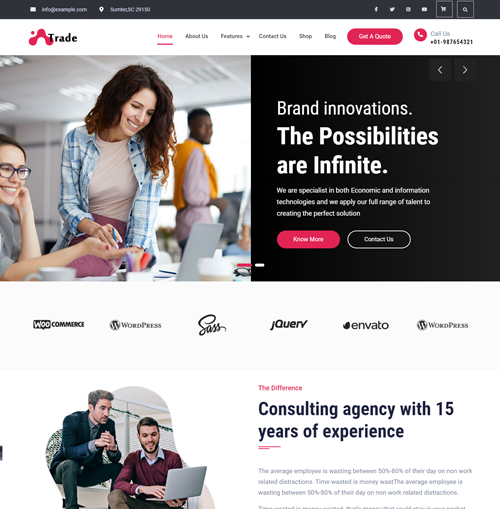 info@example.com Sumter,SC 29150
Trade
Home About Us Features Contact Us Shop Blog Get A Quote Call Us
+01-987654321
Brand innovations.
The Possibilities
are Infinite.
We are specialist in both Economic and information
technologies and we apply our full range of talent to
creating the perfect solution
Know More Contact Us
WOO COMMERCE WORDPRESS Sass jQuery envato WORDPRESS
The Difference
Consulting agency with 15
years of experience
The average employee is wasting between 50%-80% of their day on non work
related distractions. Time wasted is money wastThe average employee is
wasting between 50%-80% of their day on non work related distractions.